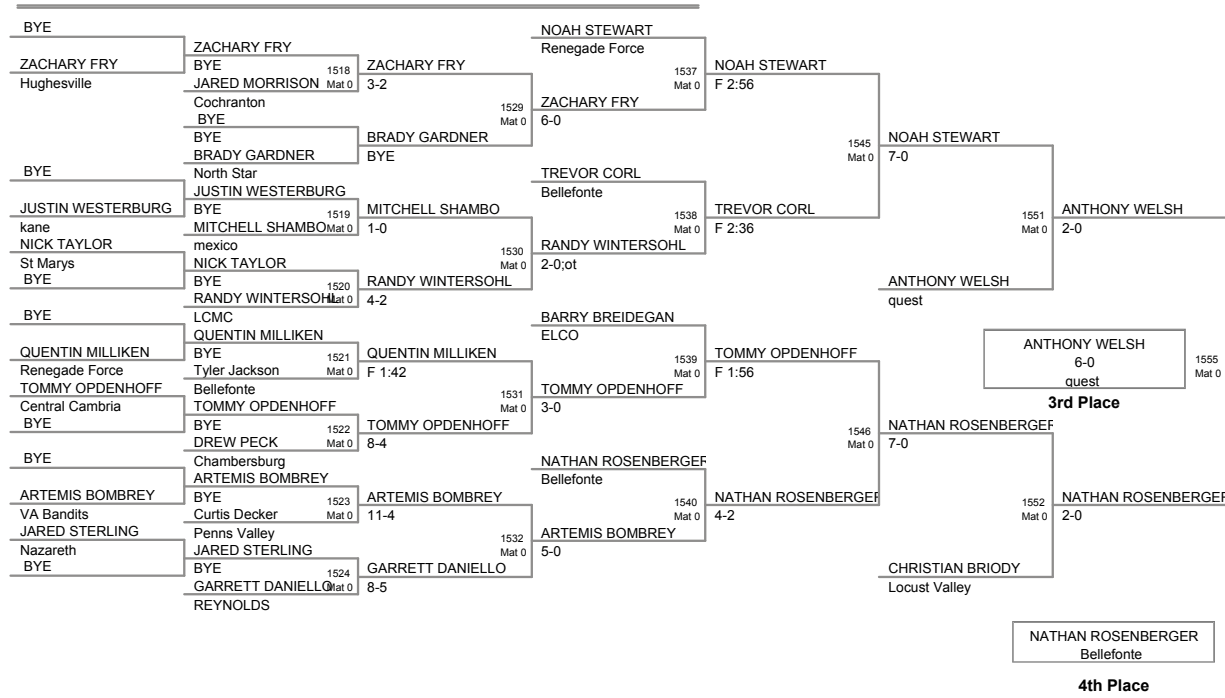 BYE
ZACHARY FRY
Hughesville
BYE
JUSTIN WESTERBURG
kane
NICK TAYLOR
St Marys
BYE
BYE
QUENTIN MILLIKEN
Renegade Force
TOMMY OPDENHOFF
Central Cambria
BYE
BYE
ARTEMIS BOMBREY
VA Bandits
JARED STERLING
Nazareth
BYE
ZACHARY FRY
BYE
1518
JARED MORRISON Mat 0
Cochranton
BYE
BYE
BRADY GARDNER
North Star
JUSTIN WESTERBURG
BYE
1519
MITCHELL SHAMBO Mat 0
mexico
NICK TAYLOR
BYE
1520
RANDY WINTERSOHL Mat 0
LCMC
QUENTIN MILLIKEN
BYE
1521
Tyler Jackson Mat 0
Bellefonte
TOMMY OPDENHOFF
BYE
1522
DREW PECK Mat 0
Chambersburg
ARTEMIS BOMBREY
BYE
1523
Curtis Decker Mat 0
Penns Valley
JARED STERLING
BYE
1524
GARRETT DANIELLO Mat 0
REYNOLDS
ZACHARY FRY
3-2
1529
Mat 0
BRADY GARDNER
BYE
MITCHELL SHAMBO
1-0
1530
Mat 0
RANDY WINTERSOHL
4-2
QUENTIN MILLIKEN
F 1:42
1531
Mat 0
TOMMY OPDENHOFF
8-4
ARTEMIS BOMBREY
11-4
1532
Mat 0
GARRETT DANIELLO
8-5
NOAH STEWART
Renegade Force
1537
Mat 0
ZACHARY FRY
6-0
TREVOR CORL
Bellefonte
1538
Mat 0
RANDY WINTERSOHL
2-0;ot
BARRY BREIDEGAN
ELCO
1539
Mat 0
TOMMY OPDENHOFF
3-0
NATHAN ROSENBERGER
Bellefonte
1540
Mat 0
ARTEMIS BOMBREY
5-0
NOAH STEWART
F 2:56
1545
Mat 0
TREVOR CORL
F 2:36
TOMMY OPDENHOFF
F 1:56
1546
Mat 0
NATHAN ROSENBERGER
4-2
NOAH STEWART
7-0
1551
Mat 0
ANTHONY WELSH
quest
NATHAN ROSENBERGER
7-0
1552
Mat 0
CHRISTIAN BRIODY
Locust Valley
ANTHONY WELSH
2-0
ANTHONY WELSH
6-0
quest
1555
Mat 0
3rd Place
NATHAN ROSENBERGER
2-0
NATHAN ROSENBERGER
Bellefonte
4th Place